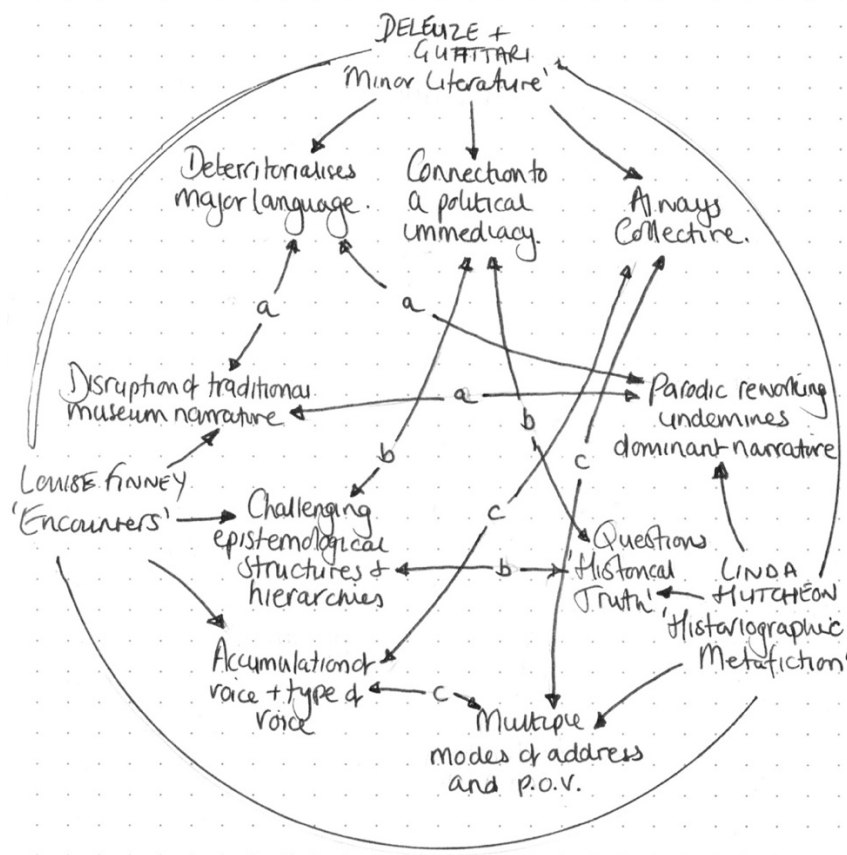 DELEUZE +
GUATTARI
'Minor Literature'
Deterritorialises
major language.
Connection to
a political
immediacy.
Always
Collective.
a
a
Disruption of traditional
museum narrative
a
Parodic reworking
undemines
dominant narrative
b
b
c
LOUISE FINNEY
'Encounters'
Challenging
epistemological
structures +
hierarchies
c
b
Questions
'Historical
Truth'
LINDA
HUTCHEON
'Historiographic
Metafiction'
Accumulation of
voice + type of
voice
c
Multiple
modes of address
and p.o.v.